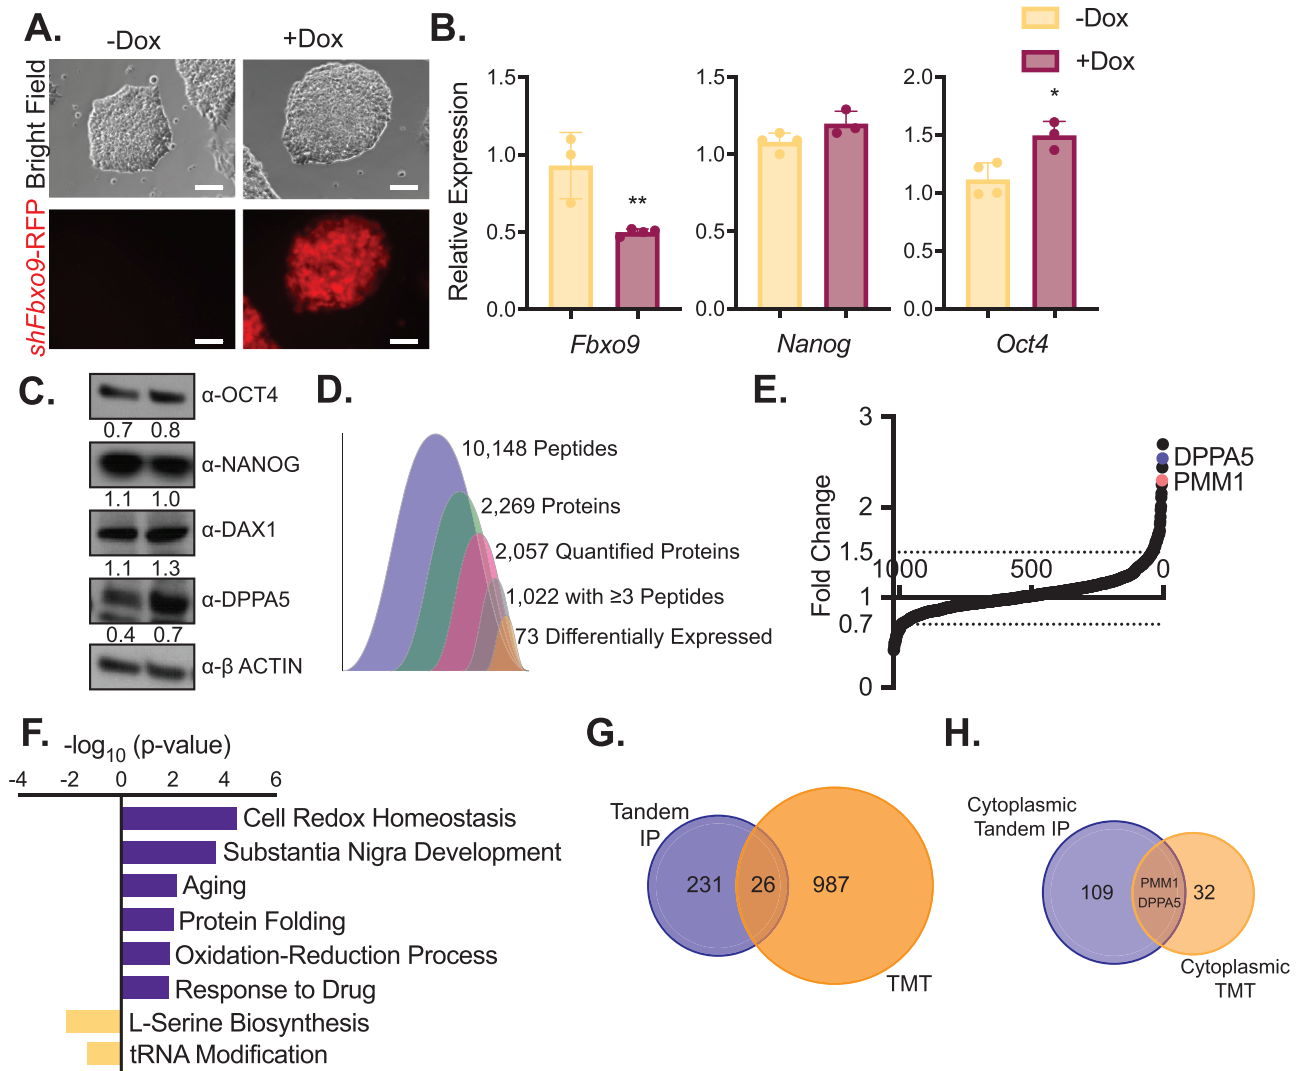 A.
-Dox
+Dox
Bright Field
shFbxo9-RFP
B.
-Dox
+Dox
Relative Expression
1.5
1.0
0.5
0.0
**
Fbxo9
1.5
1.0
0.5
0.0
Nanog
2.0
1.5
1.0
0.5
0.0
*
Oct4
C.
α-OCT4
0.7 0.8
α-NANOG
1.1 1.0
α-DAX1
1.1 1.3
α-DPPA5
0.4 0.7
α-β ACTIN
D.
10,148 Peptides
2,269 Proteins
2,057 Quantified Proteins
1,022 with ≥3 Peptides
73 Differentially Expressed
E.
Fold Change
3
2
1.5
1
0.7
0
1000 500 0
DPPA5
PMM1
F.
-log10 (p-value)
-4 -2 0 2 4 6
Cell Redox Homeostasis
Substantia Nigra Development
Aging
Protein Folding
Oxidation-Reduction Process
Response to Drug
L-Serine Biosynthesis
tRNA Modification
G.
Tandem
IP
231 26 987
TMT
H.
Cytoplasmic
Tandem IP
109
PMM1
DPPA5
32
Cytoplasmic
TMT